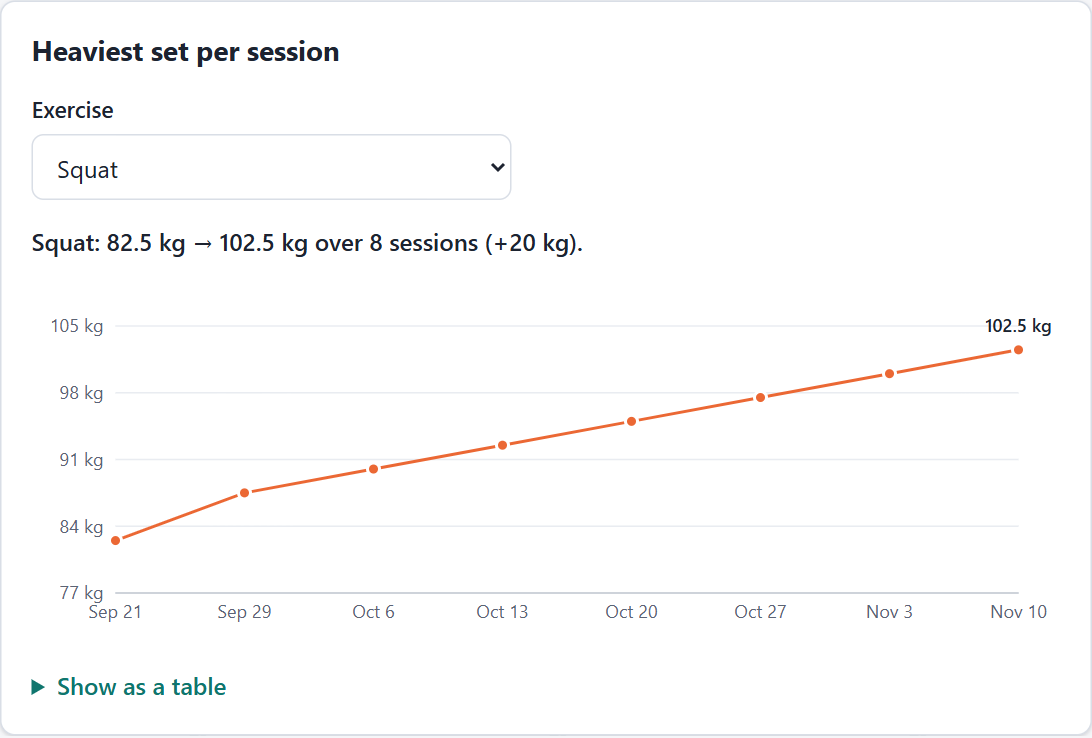 Heaviest set per session
Exercise
Squat
Squat: 82.5 kg → 102.5 kg over 8 sessions (+20 kg).
105 kg
102.5 kg
98 kg
91 kg
84 kg
77 kg
Sep 21 Sep 29 Oct 6 Oct 13 Oct 20 Oct 27 Nov 3 Nov 10
Show as a table